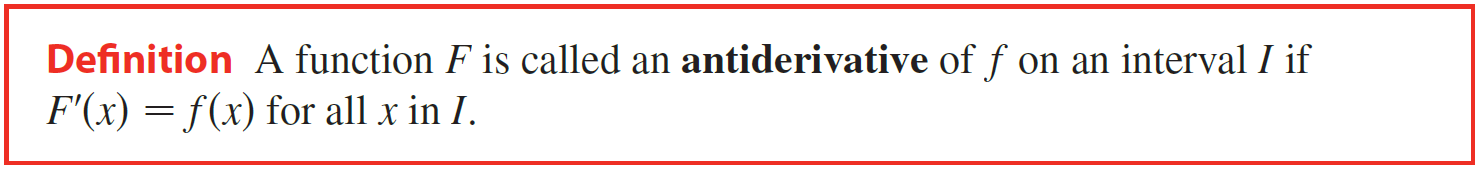 Definition A function F is called an antiderivative of f on an interval I if
F′(x) = f(x) for all x in I.